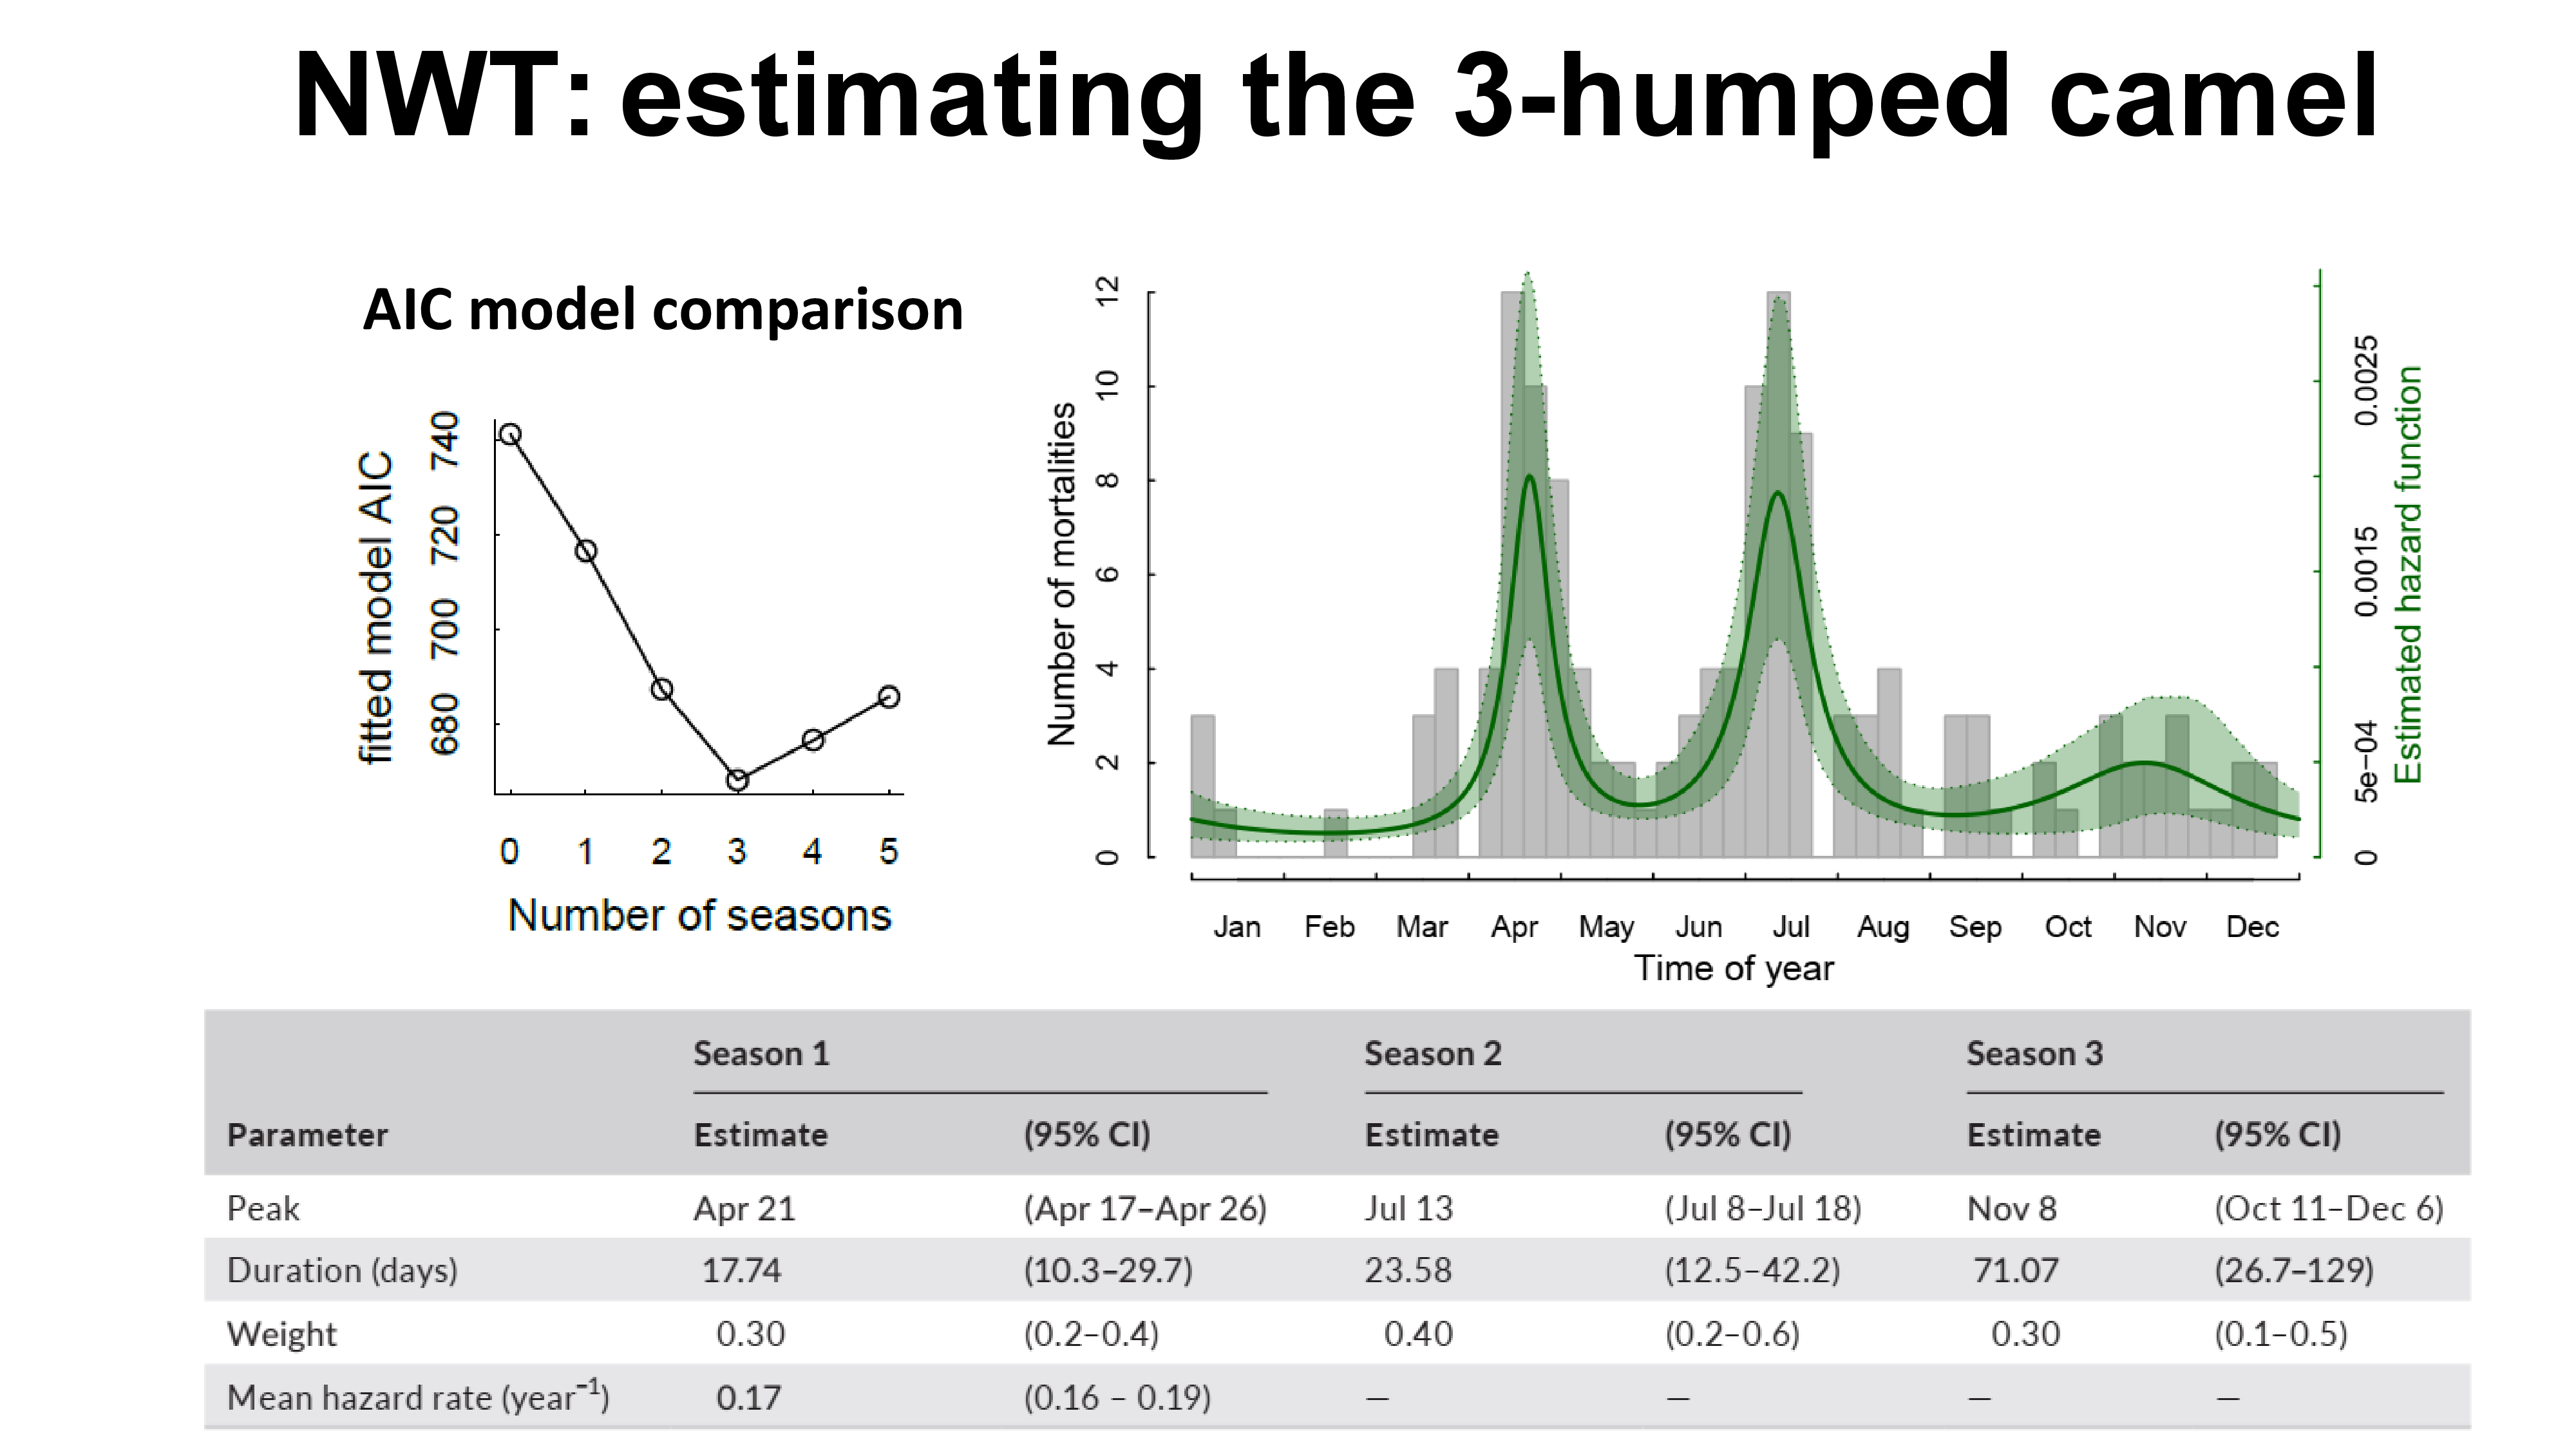 NWT: estimating the 3-humped camel
AIC model comparison
fitted model AIC
740
720
700
680
0 1 2 3 4 5
Number of seasons
Number of mortalities
12
10
8
6
4
2
0
0.0025
0.0015
5e-04
0
Estimated hazard function
Jan Feb Mar Apr May Jun Jul Aug Sep Oct Nov Dec
Time of year
Season 1 Season 2 Season 3
Parameter Estimate (95% CI) Estimate (95% CI) Estimate (95% CI)
Peak Apr 21 (Apr 17–Apr 26) Jul 13 (Jul 8–Jul 18) Nov 8 (Oct 11–Dec 6)
Duration (days) 17.74 (10.3–29.7) 23.58 (12.5–42.2) 71.07 (26.7–129)
Weight 0.30 (0.2–0.4) 0.40 (0.2–0.6) 0.30 (0.1–0.5)
Mean hazard rate (year⁻¹) 0.17 (0.16 – 0.19) — — — —